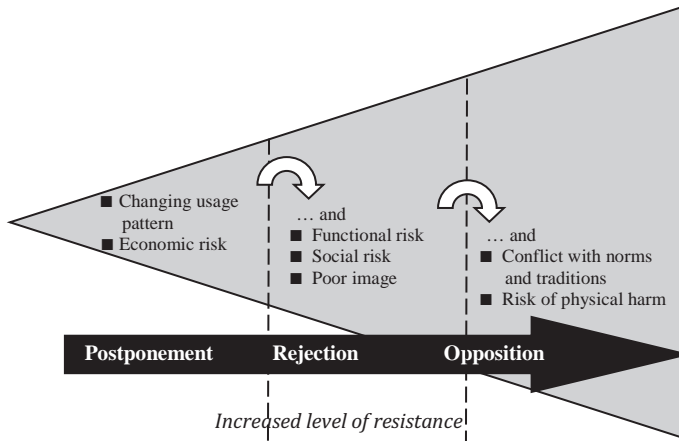 ■ Changing usage
pattern
■ Economic risk
… and
■ Functional risk
■ Social risk
■ Poor image
… and
■ Conflict with norms
and traditions
■ Risk of physical harm
Postponement Rejection Opposition
Increased level of resistance